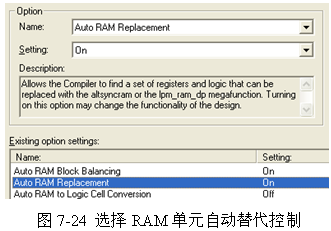 Option
Name: Auto RAM Replacement
Setting: On
Description:
Allows the Compiler to find a set of registers and logic that can be
replaced with the altsyncram or the lpm_ram_dp megafunction. Turning
on this option may change the functionality of the design.
Existing option settings:
Name: Setting:
Auto RAM Block Balancing On
Auto RAM Replacement On
Auto RAM to Logic Cell Conversion Off
图 7-24 选择 RAM 单元自动替代控制